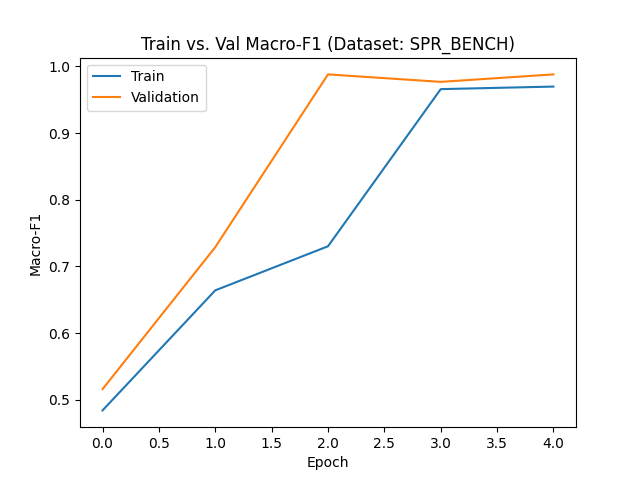 Train vs. Val Macro-F1 (Dataset: SPR_BENCH)
Train
Validation
1.0
0.9
0.8
0.7
0.6
0.5
Macro-F1
0.0 0.5 1.0 1.5 2.0 2.5 3.0 3.5 4.0
Epoch